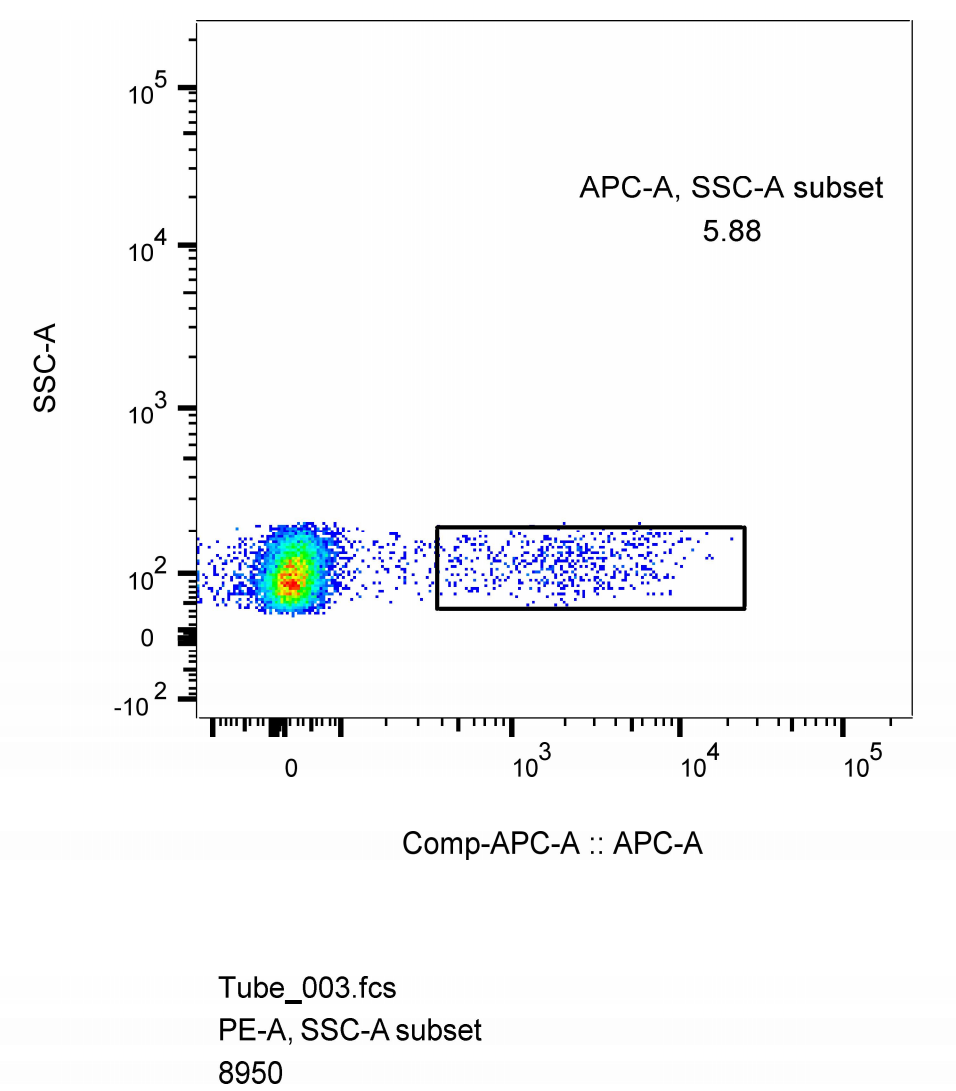 10^5
APC-A, SSC-A subset
5.88
10^4
SSC-A
10^3
10^2
0
-10^2
0
10^3
10^4
10^5
Comp-APC-A :: APC-A
Tube_003.fcs
PE-A, SSC-A subset
8950